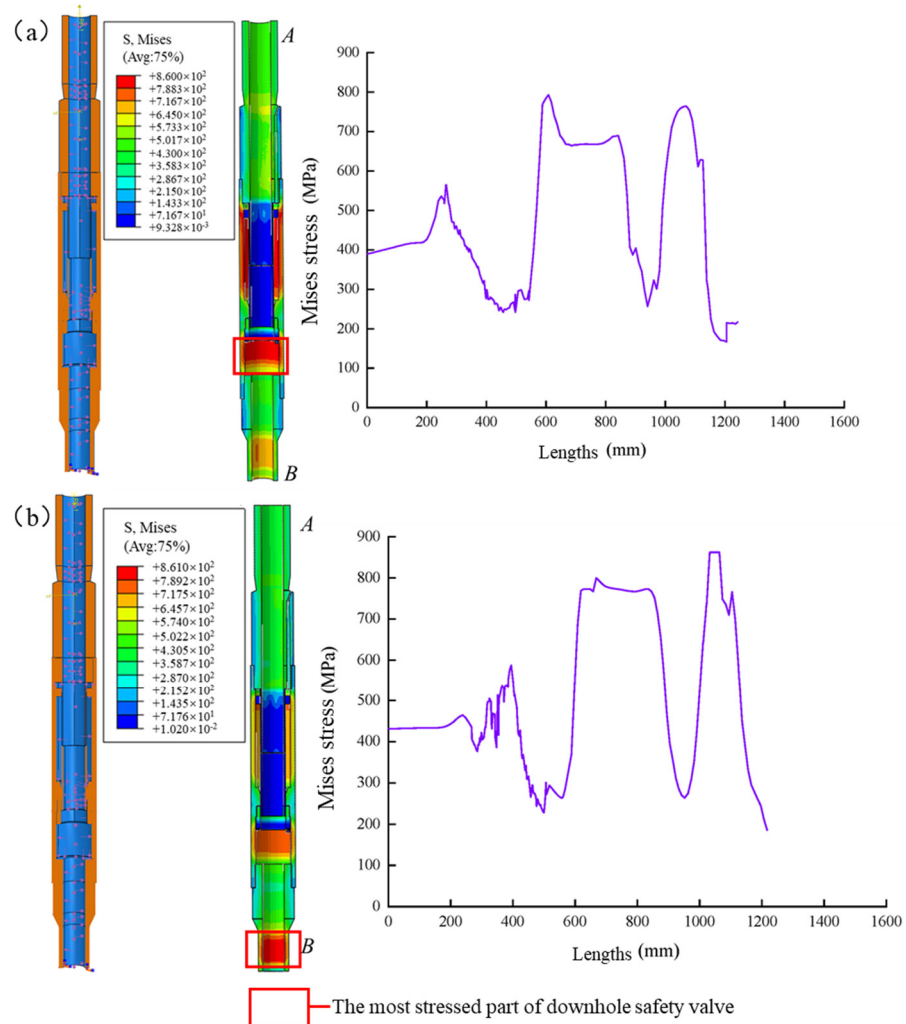 (a)
S, Mises
(Avg:75%)
+8.600×10²
+7.883×10²
+7.167×10²
+6.450×10²
+5.733×10²
+5.017×10²
+4.300×10²
+3.583×10²
+2.867×10²
+2.150×10²
+1.433×10²
+7.167×10¹
+9.328×10⁻³
A
B
Mises stress (MPa)
900
800
700
600
500
400
300
200
100
0
0 200 400 600 800 1000 1200 1400 1600
Lengths (mm)
(b)
S, Mises
(Avg:75%)
+8.610×10²
+7.892×10²
+7.175×10²
+6.457×10²
+5.740×10²
+5.022×10²
+4.305×10²
+3.587×10²
+2.870×10²
+2.152×10²
+1.435×10²
+7.176×10¹
+1.020×10⁻²
A
B
Mises stress (MPa)
900
800
700
600
500
400
300
200
100
0
0 200 400 600 800 1000 1200 1400 1600
Lengths (mm)
The most stressed part of downhole safety valve